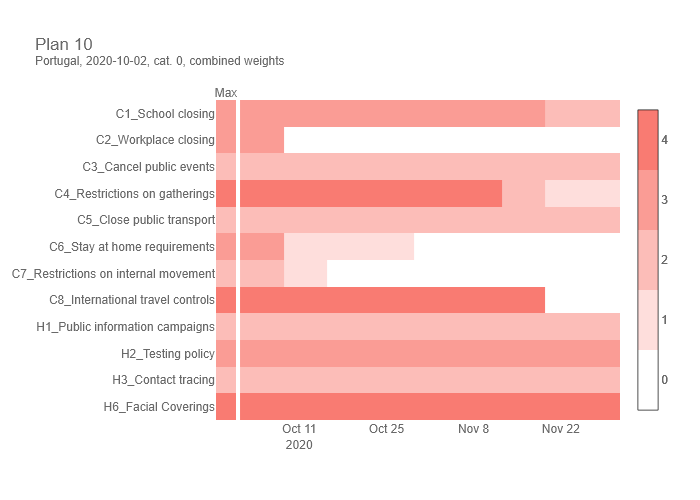 Plan 10
Portugal, 2020-10-02, cat. 0, combined weights
Max
C1_School closing
C2_Workplace closing
C3_Cancel public events
C4_Restrictions on gatherings
C5_Close public transport
C6_Stay at home requirements
C7_Restrictions on internal movement
C8_International travel controls
H1_Public information campaigns
H2_Testing policy
H3_Contact tracing
H6_Facial Coverings
Oct 11 Oct 25 Nov 8 Nov 22
2020
4
3
2
1
0